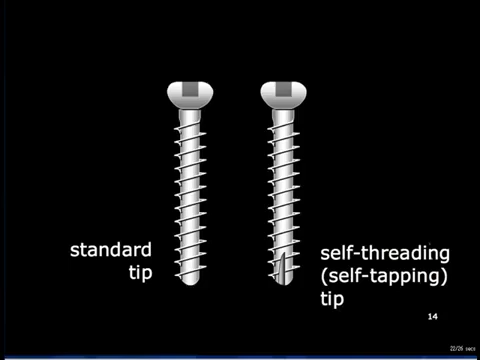 standard
tip
self-threading
(self-tapping)
tip
14
22/26 secs